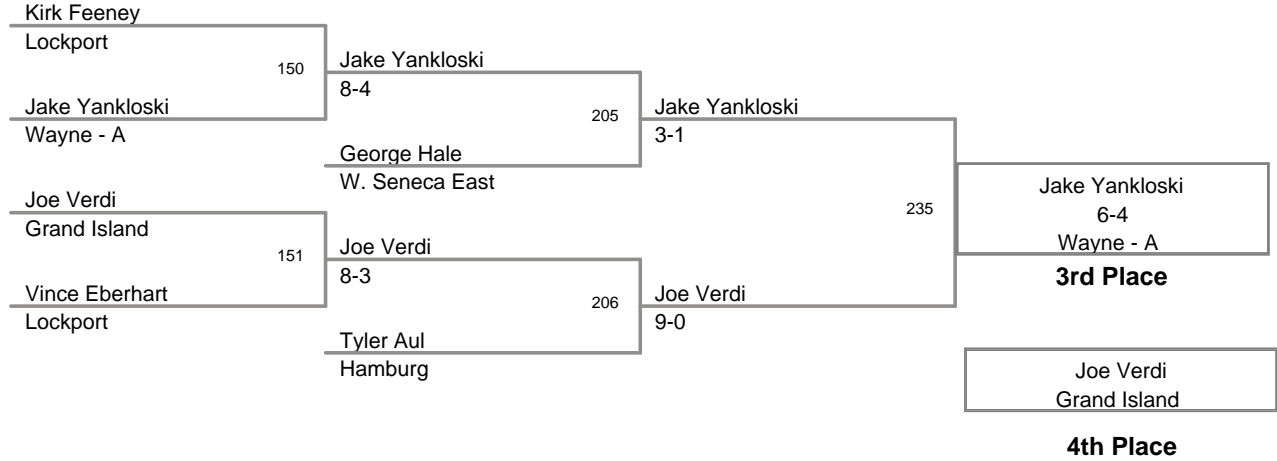 Kirk Feeney
Lockport
150
Jake Yankloski
8-4
Jake Yankloski
Wayne - A
205
Jake Yankloski
3-1
George Hale
W. Seneca East
Joe Verdi
Grand Island
235
Jake Yankloski
6-4
Wayne - A
3rd Place
151
Joe Verdi
8-3
Vince Eberhart
Lockport
206
Joe Verdi
9-0
Tyler Aul
Hamburg
Joe Verdi
Grand Island
4th Place